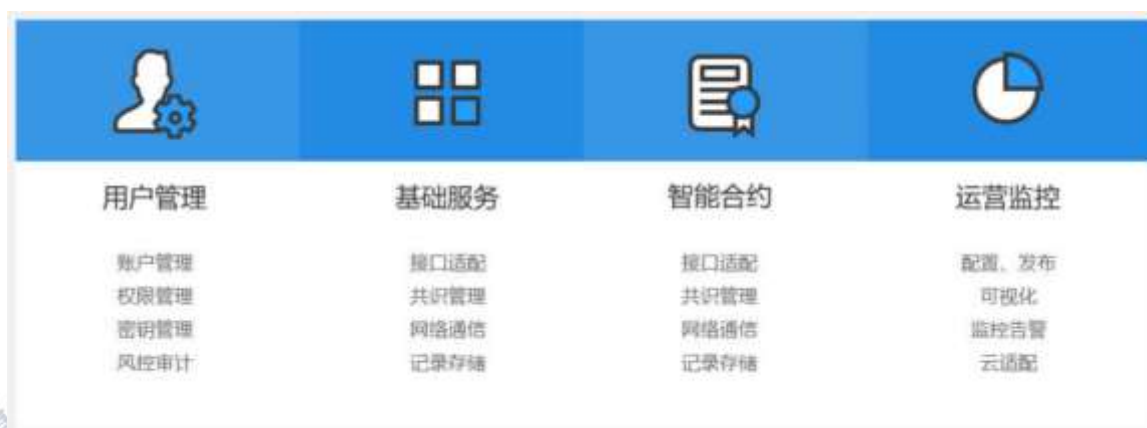 用户管理
账户管理
权限管理
密钥管理
风控审计
基础服务
接口适配
共识管理
网络通信
记录存储
智能合约
接口适配
共识管理
网络通信
记录存储
运营监控
配置、发布
可视化
监控告警
云适配